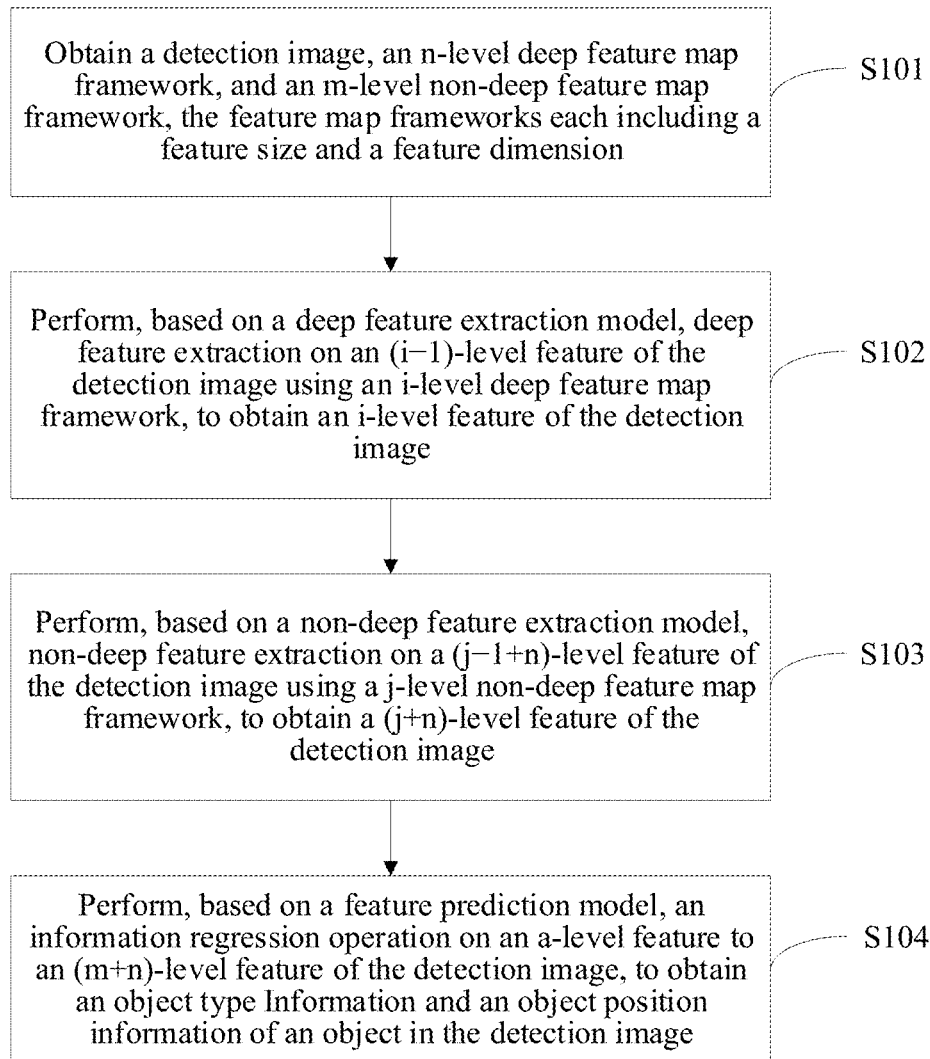 Obtain a detection image, an n-level deep feature map
framework, and an m-level non-deep feature map
framework, the feature map frameworks each including a
feature size and a feature dimension
S101
Perform, based on a deep feature extraction model, deep
feature extraction on an (i−1)-level feature of the
detection image using an i-level deep feature map
framework, to obtain an i-level feature of the detection
image
S102
Perform, based on a non-deep feature extraction model,
non-deep feature extraction on a (j−1+n)-level feature of
the detection image using a j-level non-deep feature map
framework, to obtain a (j+n)-level feature of the
detection image
S103
Perform, based on a feature prediction model, an
information regression operation on an a-level feature to
an (m+n)-level feature of the detection image, to obtain
an object type Information and an object position
information of an object in the detection image
S104